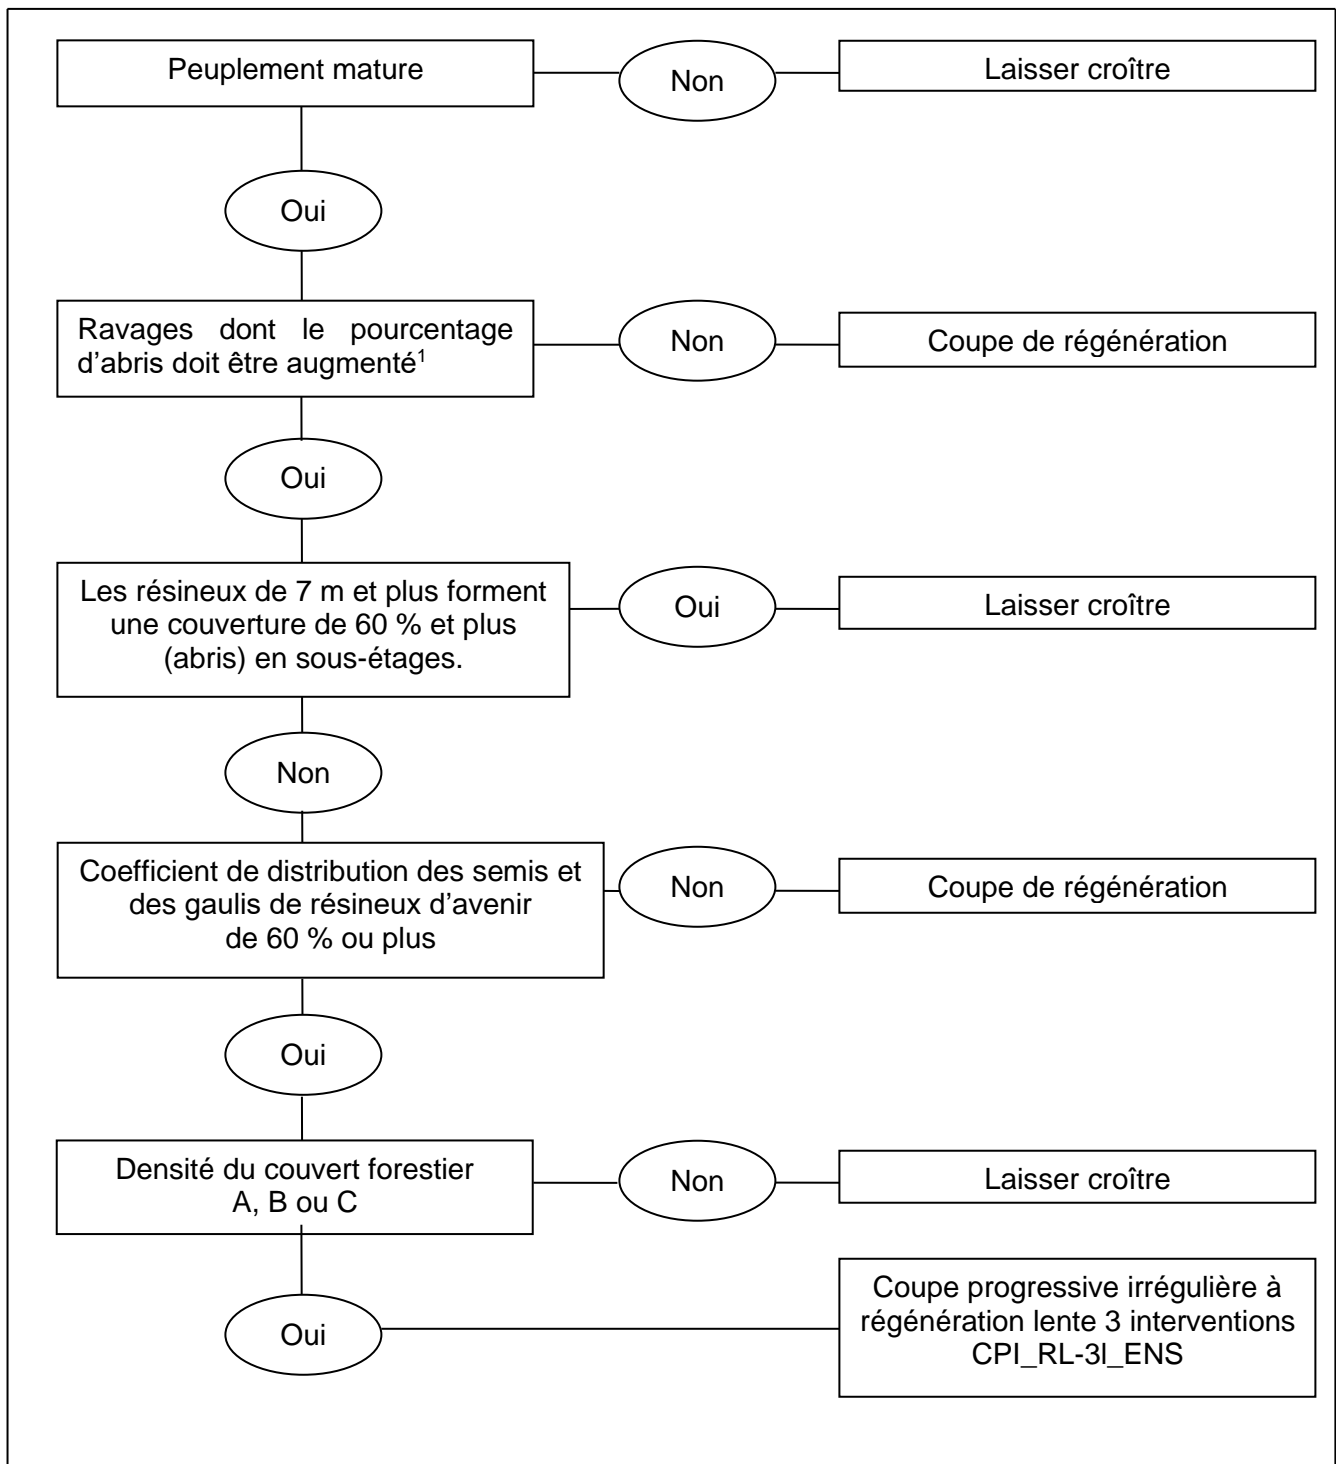 Peuplement mature
Non
Laisser croître
Oui
Ravages dont le pourcentage
d'abris doit être augmenté¹
Non
Coupe de régénération
Oui
Les résineux de 7 m et plus forment
une couverture de 60 % et plus
(abris) en sous-étages.
Oui
Laisser croître
Non
Coefficient de distribution des semis et
des gaulis de résineux d'avenir
de 60 % ou plus
Non
Coupe de régénération
Oui
Densité du couvert forestier
A, B ou C
Non
Laisser croître
Oui
Coupe progressive irrégulière à
régénération lente 3 interventions
CPI_RL-3I_ENS